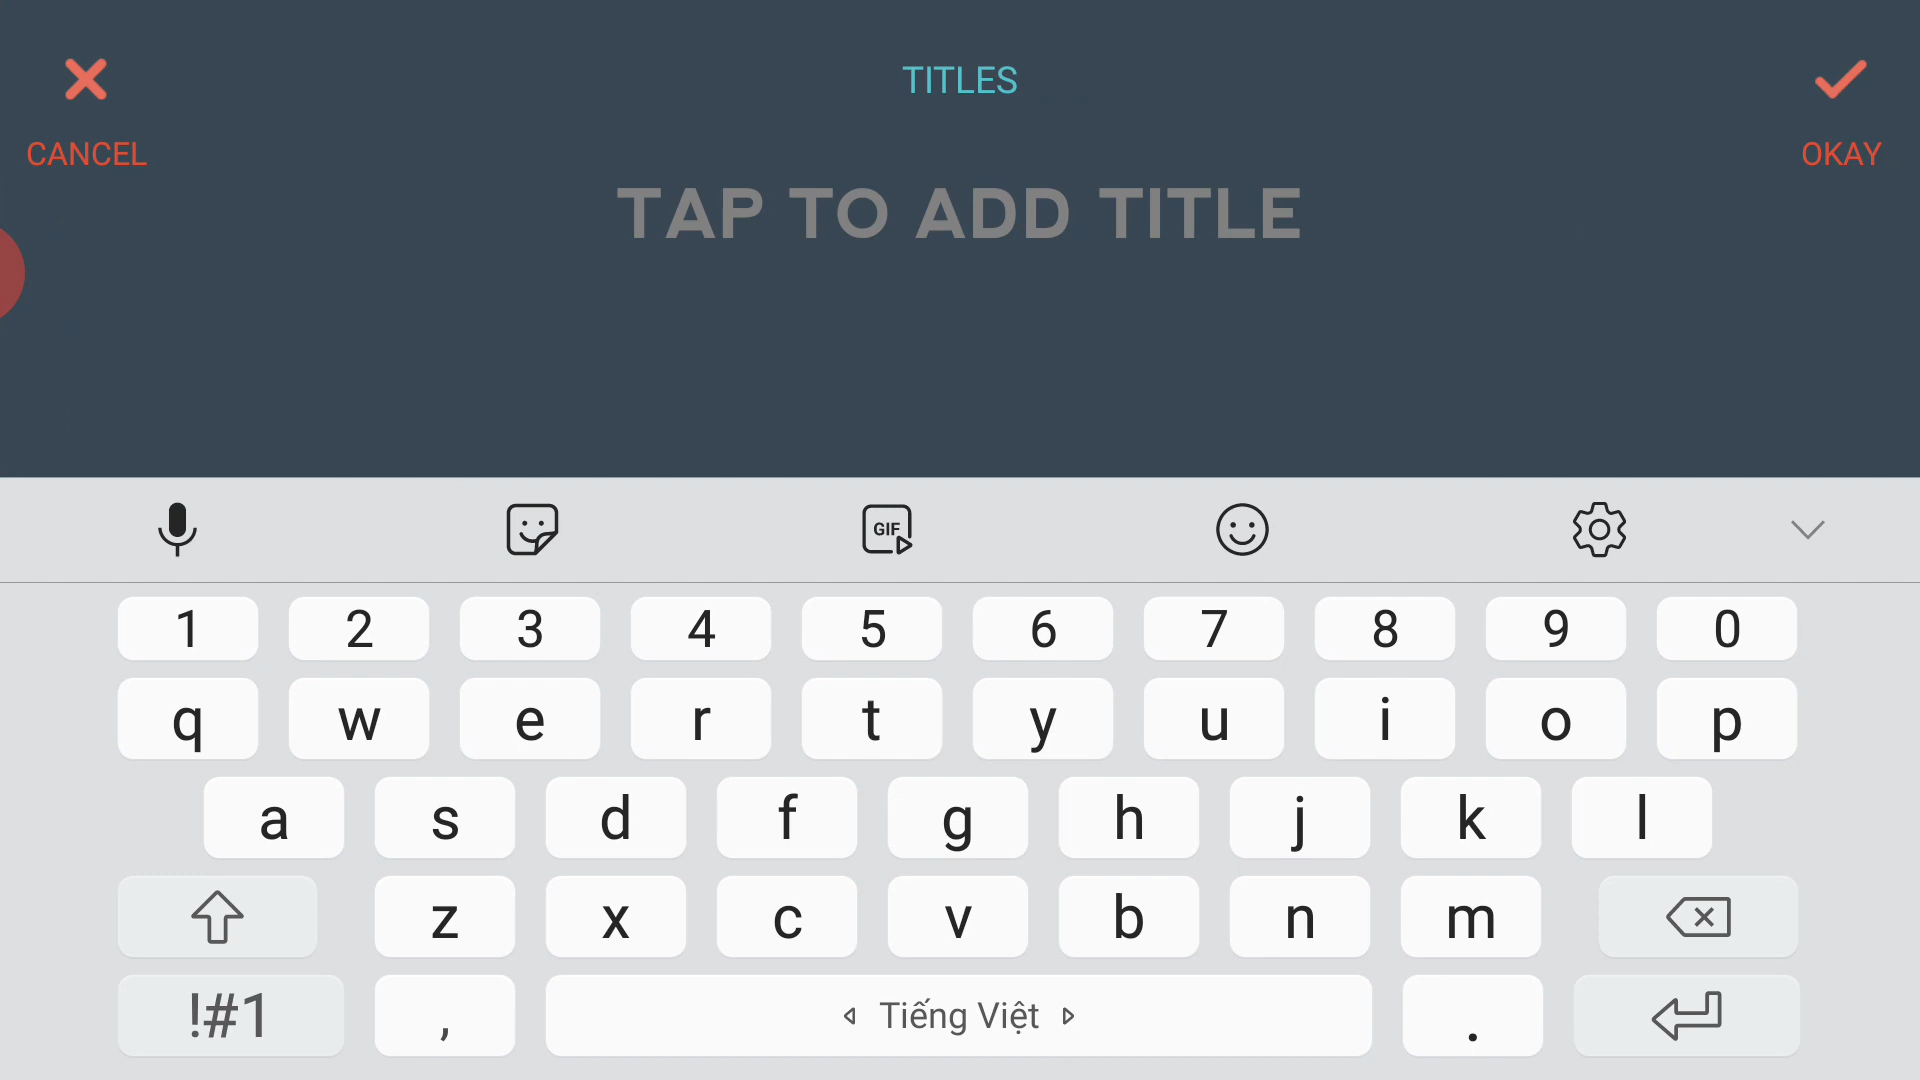 TITLES
CANCEL
OKAY
TAP TO ADD TITLE
GIF
1 2 3 4 5 6 7 8 9 0
q w e r t y u i o p
a s d f g h j k l
z x c v b n m
!#1 , Tiếng Việt .